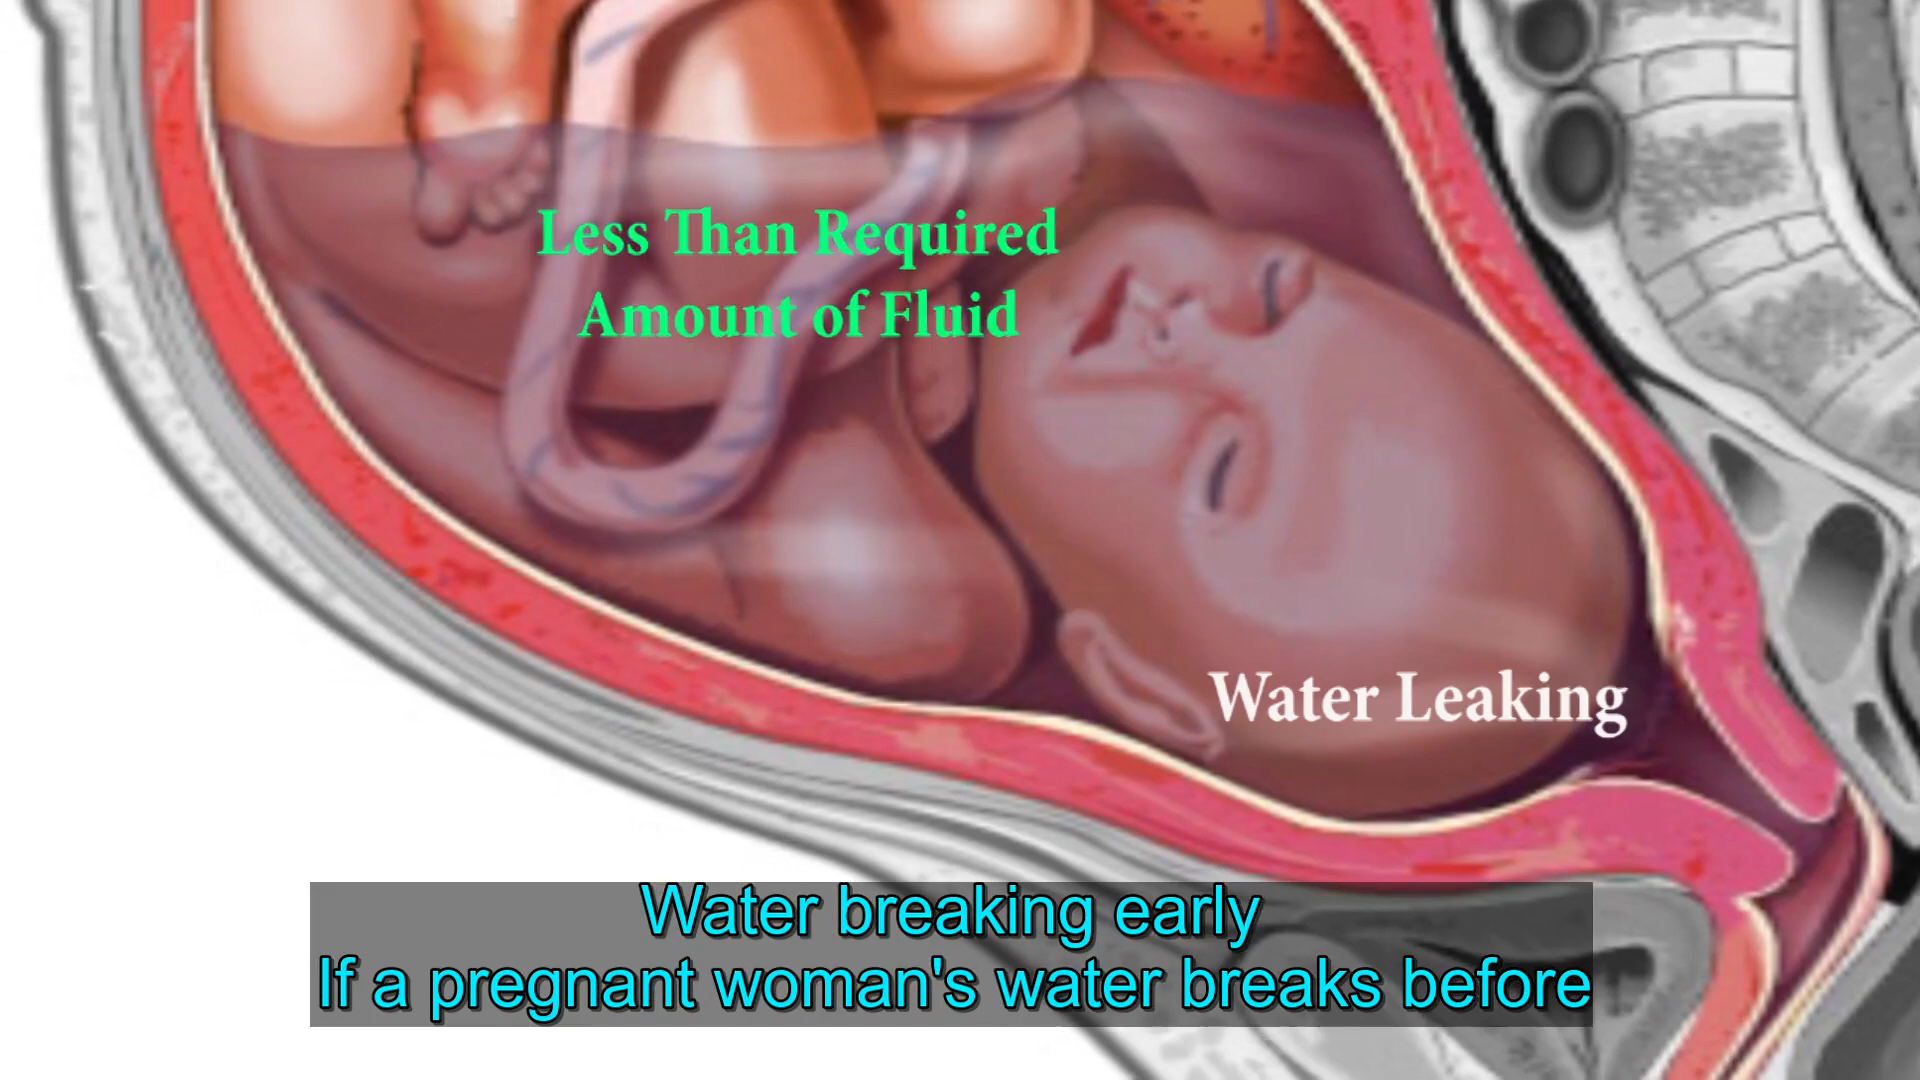 Less Than Required
Amount of Fluid
Water Leaking
Water breaking early
If a pregnant woman's water breaks before